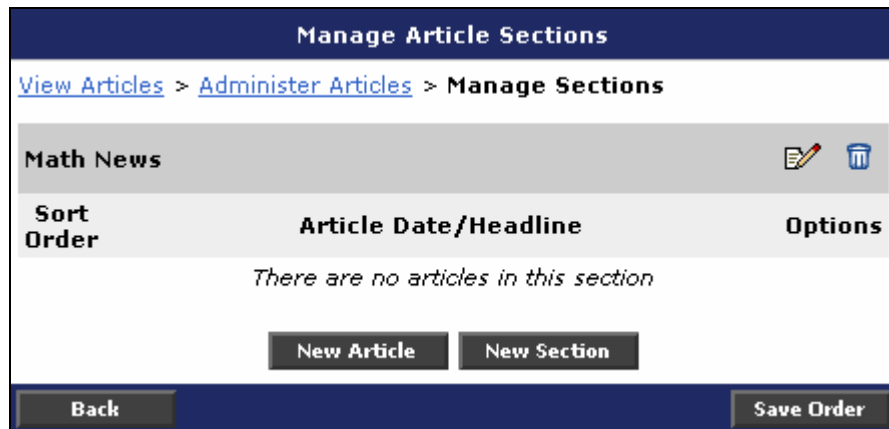 Manage Article Sections
View Articles > Administer Articles > Manage Sections
Math News
Sort Order Article Date/Headline Options
There are no articles in this section
New Article New Section
Back Save Order